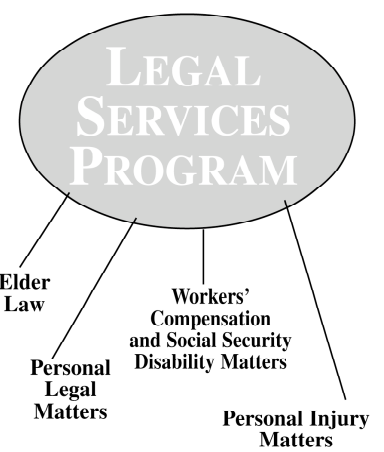 LEGAL
SERVICES
PROGRAM
Elder
Law
Personal
Legal
Matters
Workers'
Compensation
and Social Security
Disability Matters
Personal Injury
Matters